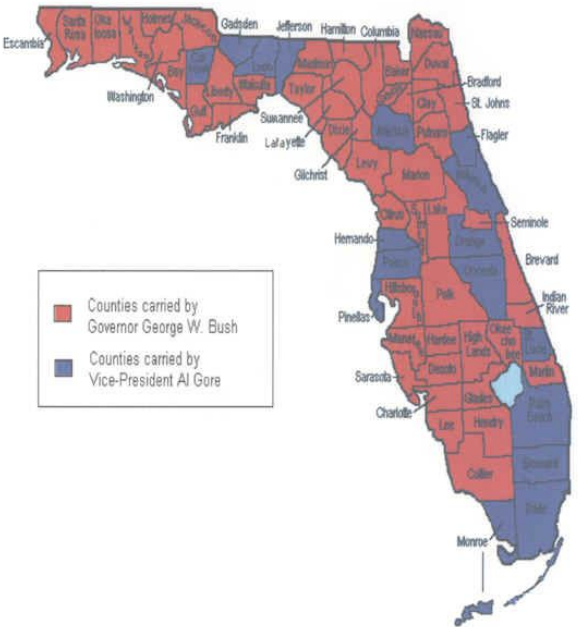 Gadsden
Jefferson
Hamilton
Columbia
Holmes
Santa
Rosa
Oka
loosa
Nassau
Escambia
Madison
Baker
Duval
Bay
Leon
Bradford
Washington
Liberty
Wakulla
Taylor
Clay
St. Johns
Gulf
Suwannee
Franklin
Lafayette
Dixie
Putnam
Flagler
Gilchrist
Levy
Marion
Citrus
Lake
Seminole
Hernando
Orange
Brevard
Pasco
Osceola
Hillsboro
Polk
Indian
River
Pinellas
Counties carried by
Governor George W. Bush
Counties carried by
Vice-President Al Gore
Manatee
Hardee
High
Lands
Okee
cho
bee
St.
Lucie
Desoto
Martin
Sarasota
Charlotte
Glades
Palm
Beach
Lee
Hendry
Broward
Collier
Dade
Monroe